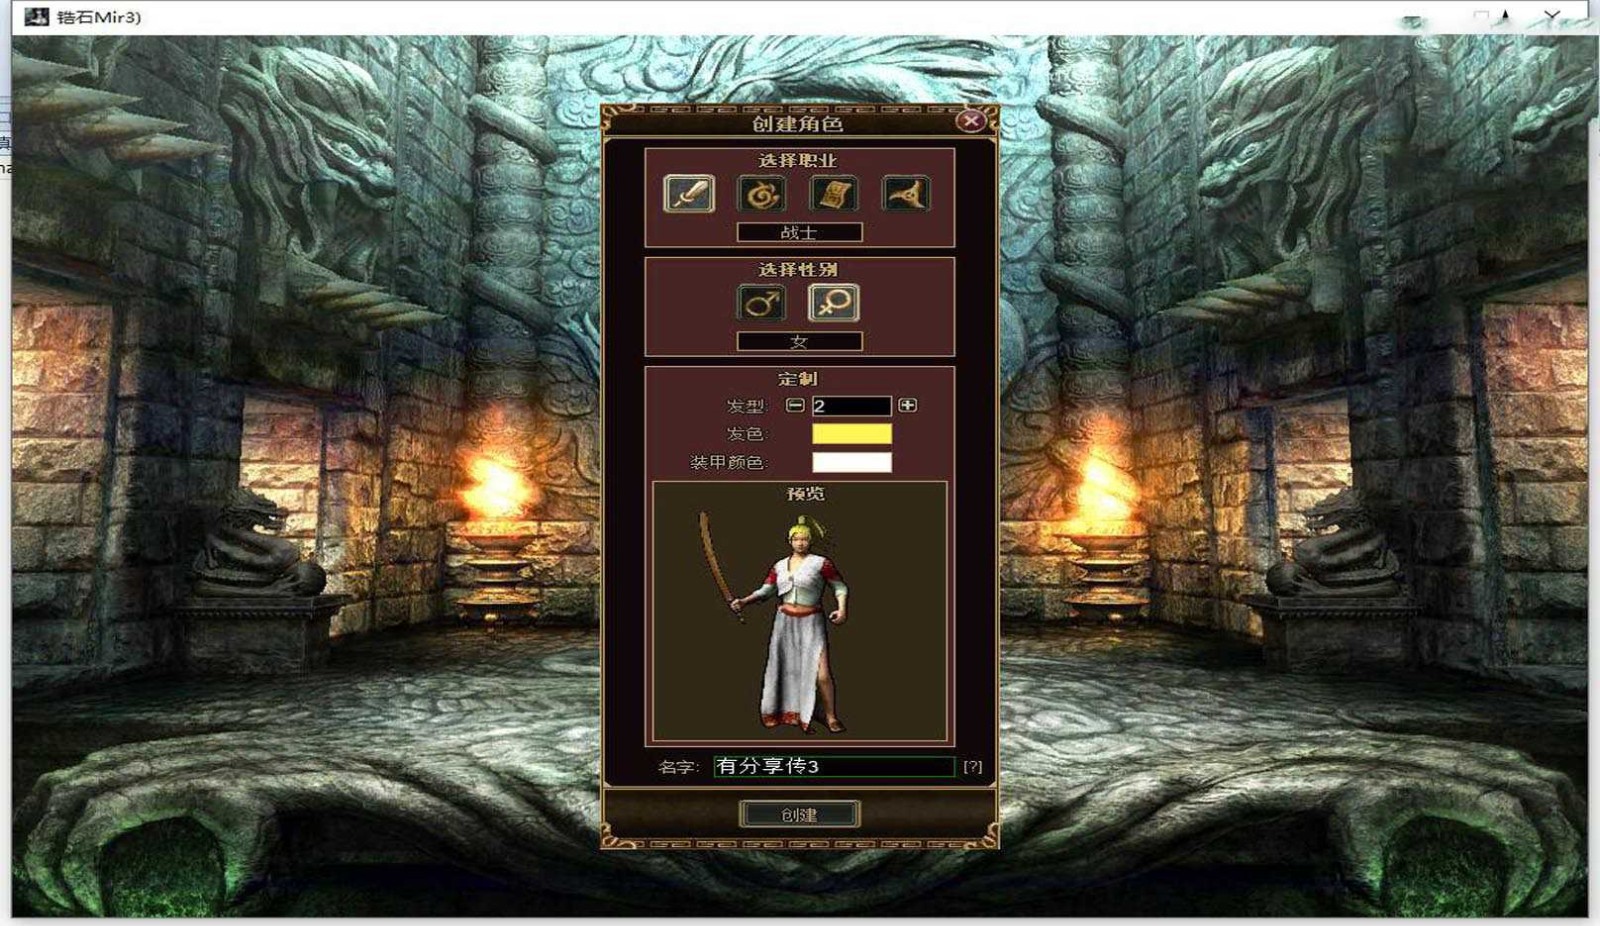 锆石Mir3)
创建角色
选择职业
战士
选择性别
女
定制
发型: 2
发色:
装甲颜色:
预览
名字: 有分享传3 [?]
创建